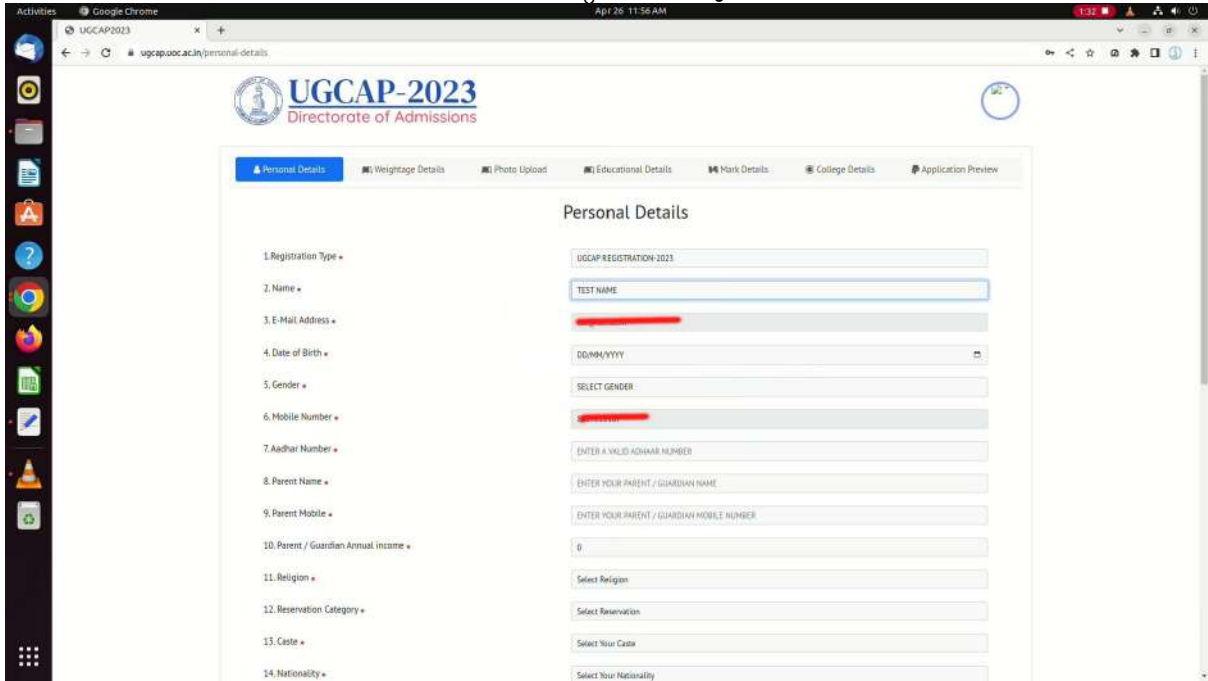 Activities Google Chrome Apr 26 11:56 AM 1:32
UGCAP2023
ugcap.uoc.ac.in/personal-details
UGCAP-2023
Directorate of Admissions
Personal Details Weightage Details Photo Upload Educational Details Mark Details College Details Application Preview
Personal Details
1.Registration Type * UGCAP REGISTRATION-2023
2. Name * TEST NAME
3. E-Mail Address *
4. Date of Birth * DD/MM/YYYY
5. Gender * SELECT GENDER
6. Mobile Number *
7. Aadhar Number * ENTER A VALID ADHAAR NUMBER
8. Parent Name * ENTER YOUR PARENT / GUARDIAN NAME
9. Parent Mobile * ENTER YOUR PARENT / GUARDIAN MOBILE NUMBER
10. Parent / Guardian Annual income * 0
11. Religion * Select Religion
12. Reservation Category * Select Reservation
13. Caste * Select Your Caste
14. Nationality * Select Your Nationality